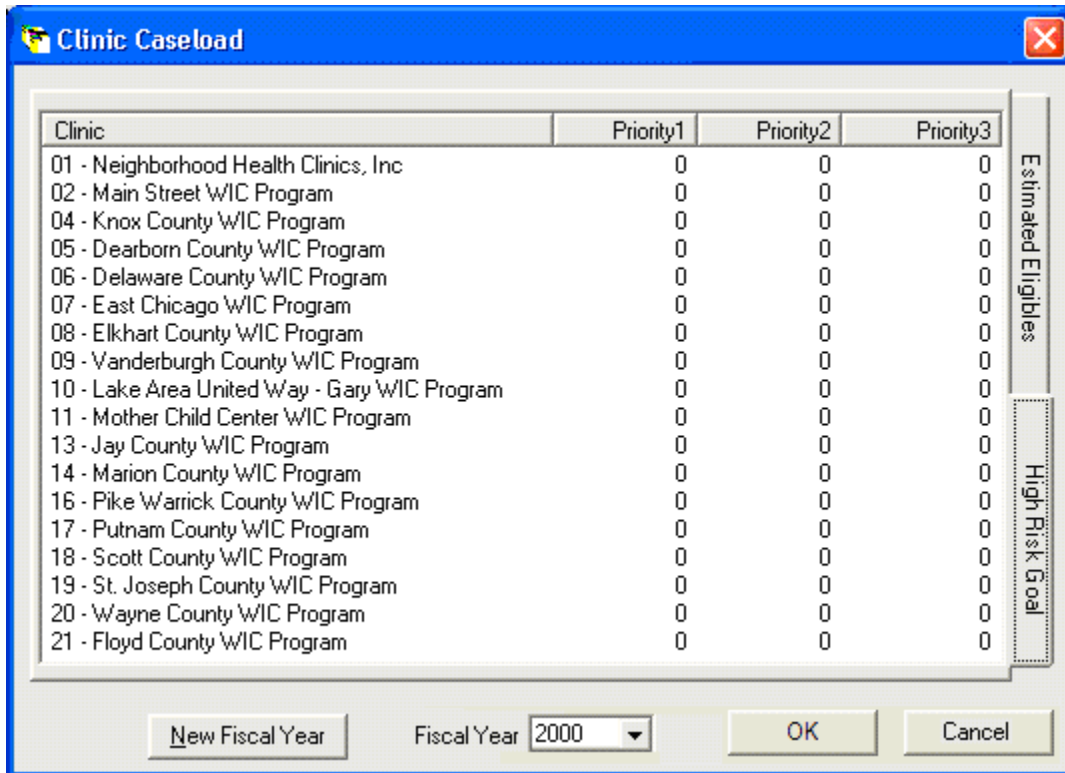 Clinic Caseload
Clinic Priority1 Priority2 Priority3
01 - Neighborhood Health Clinics, Inc 0 0 0
02 - Main Street WIC Program 0 0 0
04 - Knox County WIC Program 0 0 0
05 - Dearborn County WIC Program 0 0 0
06 - Delaware County WIC Program 0 0 0
07 - East Chicago WIC Program 0 0 0
08 - Elkhart County WIC Program 0 0 0
09 - Vanderburgh County WIC Program 0 0 0
10 - Lake Area United Way - Gary WIC Program 0 0 0
11 - Mother Child Center WIC Program 0 0 0
13 - Jay County WIC Program 0 0 0
14 - Marion County WIC Program 0 0 0
16 - Pike Warrick County WIC Program 0 0 0
17 - Putnam County WIC Program 0 0 0
18 - Scott County WIC Program 0 0 0
19 - St. Joseph County WIC Program 0 0 0
20 - Wayne County WIC Program 0 0 0
21 - Floyd County WIC Program 0 0 0
Estimated Eligibles
High Risk Goal
New Fiscal Year Fiscal Year 2000 OK Cancel